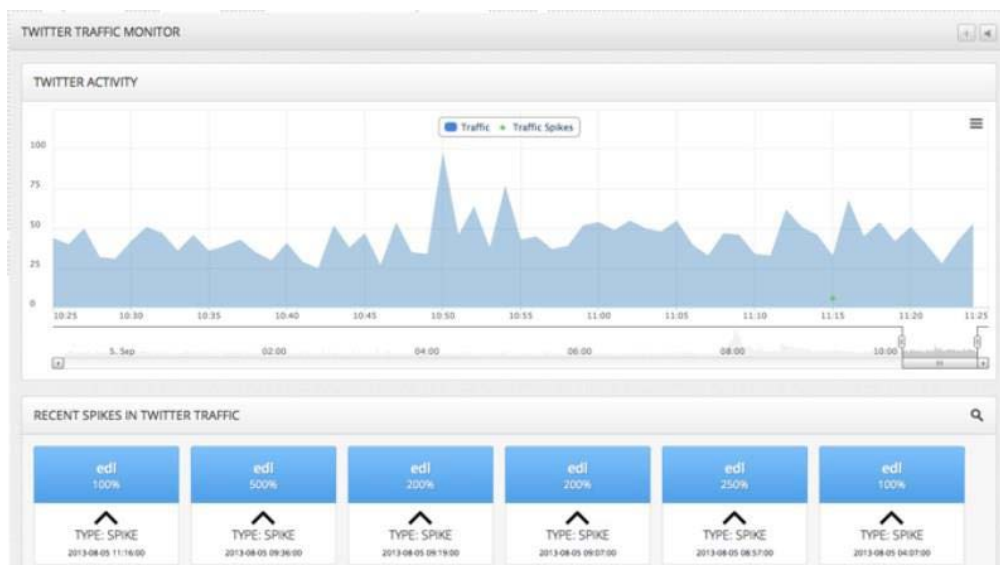 TWITTER TRAFFIC MONITOR
TWITTER ACTIVITY
Traffic Traffic Spikes
100
75
50
25
0
10:25 10:30 10:35 10:40 10:45 10:50 10:55 11:00 11:05 11:10 11:15 11:20 11:25
5. Sep 02:00 04:00 06:00 08:00 10:00
RECENT SPIKES IN TWITTER TRAFFIC
edl edl edl edl edl edl
100% 500% 200% 200% 250% 100%
TYPE: SPIKE TYPE: SPIKE TYPE: SPIKE TYPE: SPIKE TYPE: SPIKE TYPE: SPIKE
2013-08-05 11:16:00 2013-08-05 09:36:00 2013-08-05 09:19:00 2013-08-05 09:07:00 2013-08-05 08:57:00 2013-08-05 04:07:00